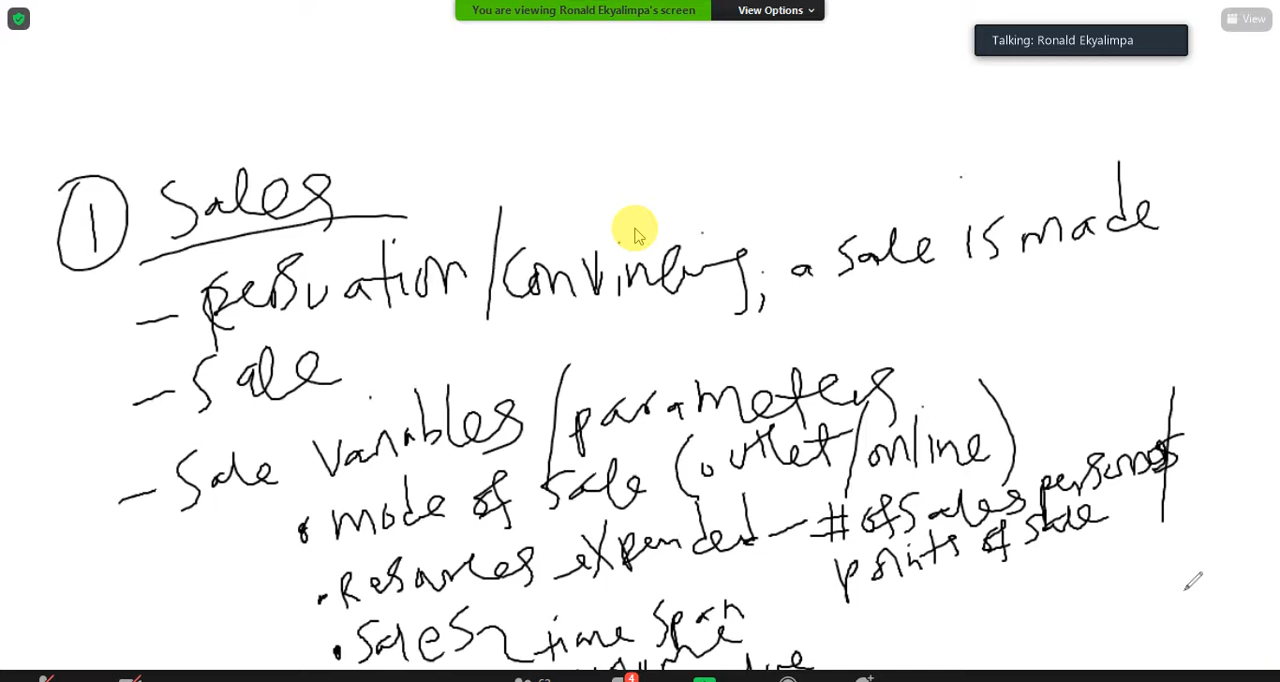 You are viewing Ronald Ekyalimpa's screen
View Options
View
Talking: Ronald Ekyalimpa
1 Sales
- persuation/convincing; a sale is made
- Sale
- Sale variables/parameters
• mode of sale (outlet/online)
• Resources expended - # of sales persons/
points of sale
• Sales time span
4